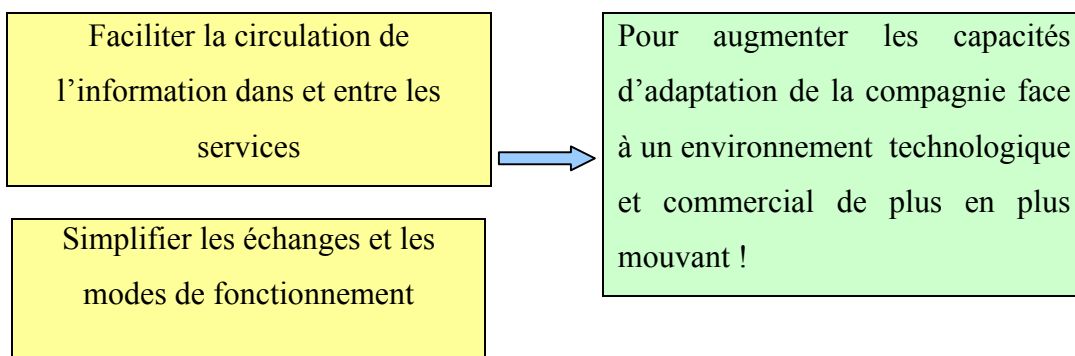 Faciliter la circulation de
l’information dans et entre les
services
Simplifier les échanges et les
modes de fonctionnement
Pour augmenter les capacités
d’adaptation de la compagnie face
à un environnement technologique
et commercial de plus en plus
mouvant !